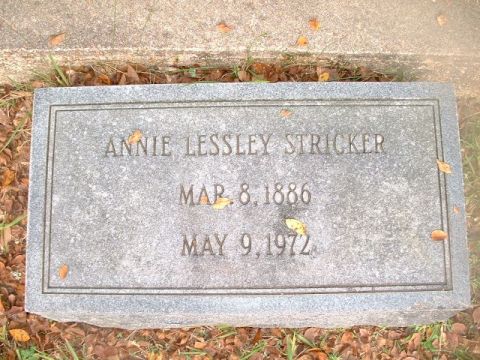 ANNIE LESSLEY STRICKER
MAR. 8, 1886
MAY 9, 1972